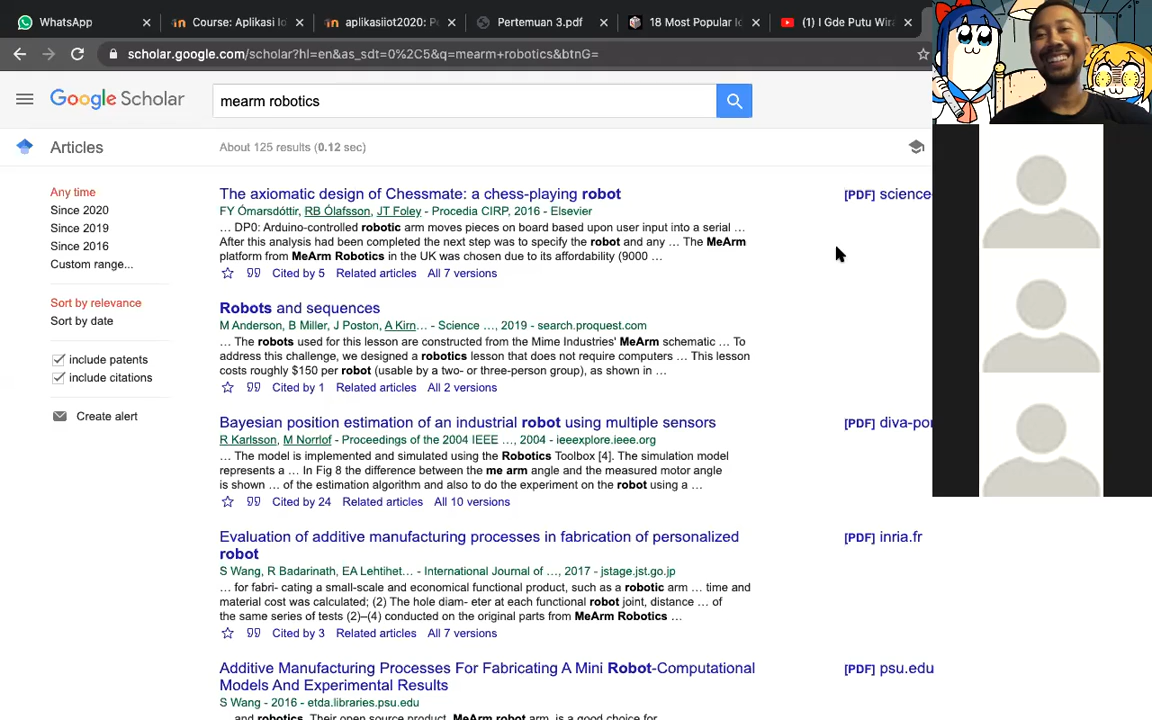 WhatsApp
Course: Aplikasi Io
aplikasiiot2020: P
Pertemuan 3.pdf
18 Most Popular I
(1) I Gde Putu Wir
scholar.google.com/scholar?hl=en&as_sdt=0%2C5&q=mearm+robotics&btnG=
Google Scholar
mearm robotics
Articles
About 125 results (0.12 sec)
Any time
Since 2020
Since 2019
Since 2016
Custom range...
Sort by relevance
Sort by date
include patents
include citations
Create alert
The axiomatic design of Chessmate: a chess-playing robot
[PDF] science
FY Ómarsdóttir, RB Ólafsson, JT Foley - Procedia CIRP, 2016 - Elsevier
... DP0: Arduino-controlled robotic arm moves pieces on board based upon user input into a serial ...
After this analysis had been completed the next step was to specify the robot and any ... The MeArm
platform from MeArm Robotics in the UK was chosen due to its affordability (9000 ...
Cited by 5 Related articles All 7 versions
Robots and sequences
M Anderson, B Miller, J Poston, A Kirn... - Science ..., 2019 - search.proquest.com
... The robots used for this lesson are constructed from the Mime Industries' MeArm schematic ... To
address this challenge, we designed a robotics lesson that does not require computers ... This lesson
costs roughly $150 per robot (usable by a two- or three-person group), as shown in ...
Cited by 1 Related articles All 2 versions
Bayesian position estimation of an industrial robot using multiple sensors
[PDF] diva-por
R Karlsson, M Norrlof - Proceedings of the 2004 IEEE ..., 2004 - ieeexplore.ieee.org
... The model is implemented and simulated using the Robotics Toolbox [4]. The simulation model
represents a ... In Fig 8 the difference between the me arm angle and the measured motor angle
is shown ... of the estimation algorithm and also to do the experiment on the robot using a ...
Cited by 24 Related articles All 10 versions
Evaluation of additive manufacturing processes in fabrication of personalized
robot
[PDF] inria.fr
S Wang, R Badarinath, EA Lehtihet... - International Journal of ..., 2017 - jstage.jst.go.jp
... for fabri- cating a small-scale and economical functional product, such as a robotic arm ... time and
material cost was calculated; (2) The hole diam- eter at each functional robot joint, distance ... of
the same series of tests (2)–(4) conducted on the original parts from MeArm Robotics ...
Cited by 3 Related articles All 7 versions
Additive Manufacturing Processes For Fabricating A Mini Robot-Computational
Models And Experimental Results
[PDF] psu.edu
S Wang - 2016 - etda.libraries.psu.edu
and robotics. Their open source product, MeArm robot arm, is a good choice for